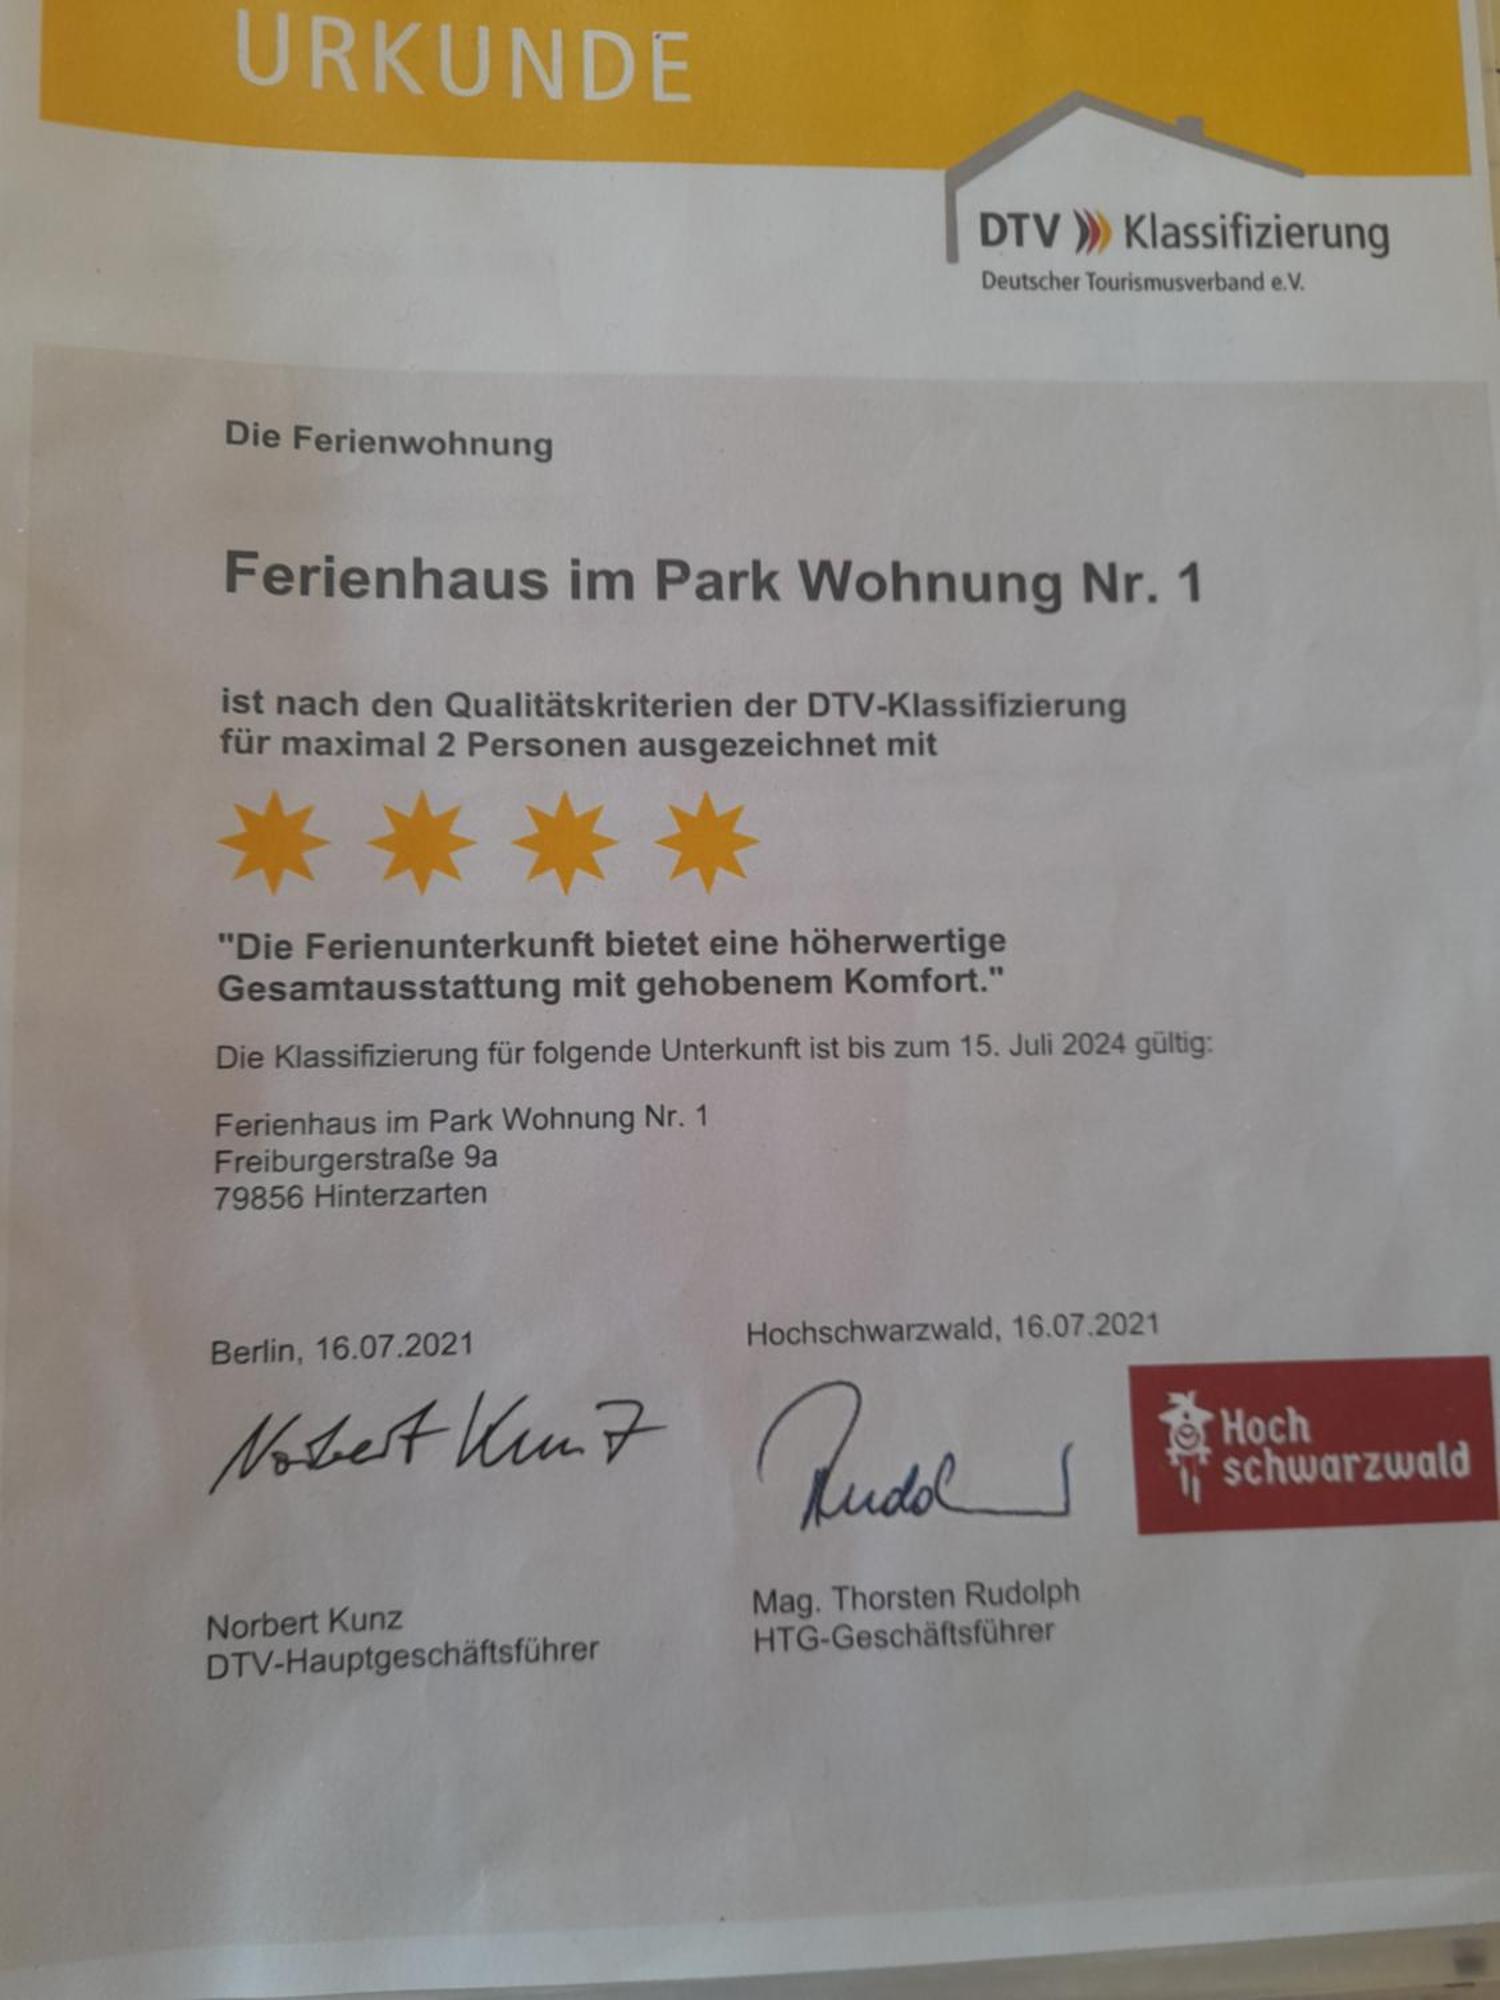 URKUNDE
DTV Klassifizierung
Deutscher Tourismusverband e.V.
Die Ferienwohnung
Ferienhaus im Park Wohnung Nr. 1
ist nach den Qualitätskriterien der DTV-Klassifizierung
für maximal 2 Personen ausgezeichnet mit
"Die Ferienunterkunft bietet eine höherwertige
Gesamtausstattung mit gehobenem Komfort."
Die Klassifizierung für folgende Unterkunft ist bis zum 15. Juli 2024 gültig:
Ferienhaus im Park Wohnung Nr. 1
Freiburgerstraße 9a
79856 Hinterzarten
Berlin, 16.07.2021
Hochschwarzwald, 16.07.2021
Norbert Kunz
Hoch
schwarzwald
Norbert Kunz
DTV-Hauptgeschäftsführer
Mag. Thorsten Rudolph
HTG-Geschäftsführer